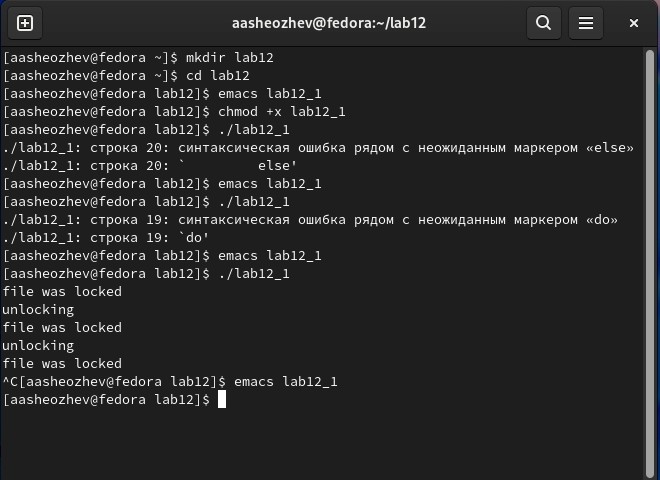 aasheozhev@fedora:~/lab12
[aasheozhev@fedora ~]$ mkdir lab12
[aasheozhev@fedora ~]$ cd lab12
[aasheozhev@fedora lab12]$ emacs lab12_1
[aasheozhev@fedora lab12]$ chmod +x lab12_1
[aasheozhev@fedora lab12]$ ./lab12_1
./lab12_1: строка 20: синтаксическая ошибка рядом с неожиданным маркером «else»
./lab12_1: строка 20: `         else'
[aasheozhev@fedora lab12]$ emacs lab12_1
[aasheozhev@fedora lab12]$ ./lab12_1
./lab12_1: строка 19: синтаксическая ошибка рядом с неожиданным маркером «do»
./lab12_1: строка 19: `do'
[aasheozhev@fedora lab12]$ emacs lab12_1
[aasheozhev@fedora lab12]$ ./lab12_1
file was locked
unlocking
file was locked
unlocking
file was locked
^C[aasheozhev@fedora lab12]$ emacs lab12_1
[aasheozhev@fedora lab12]$